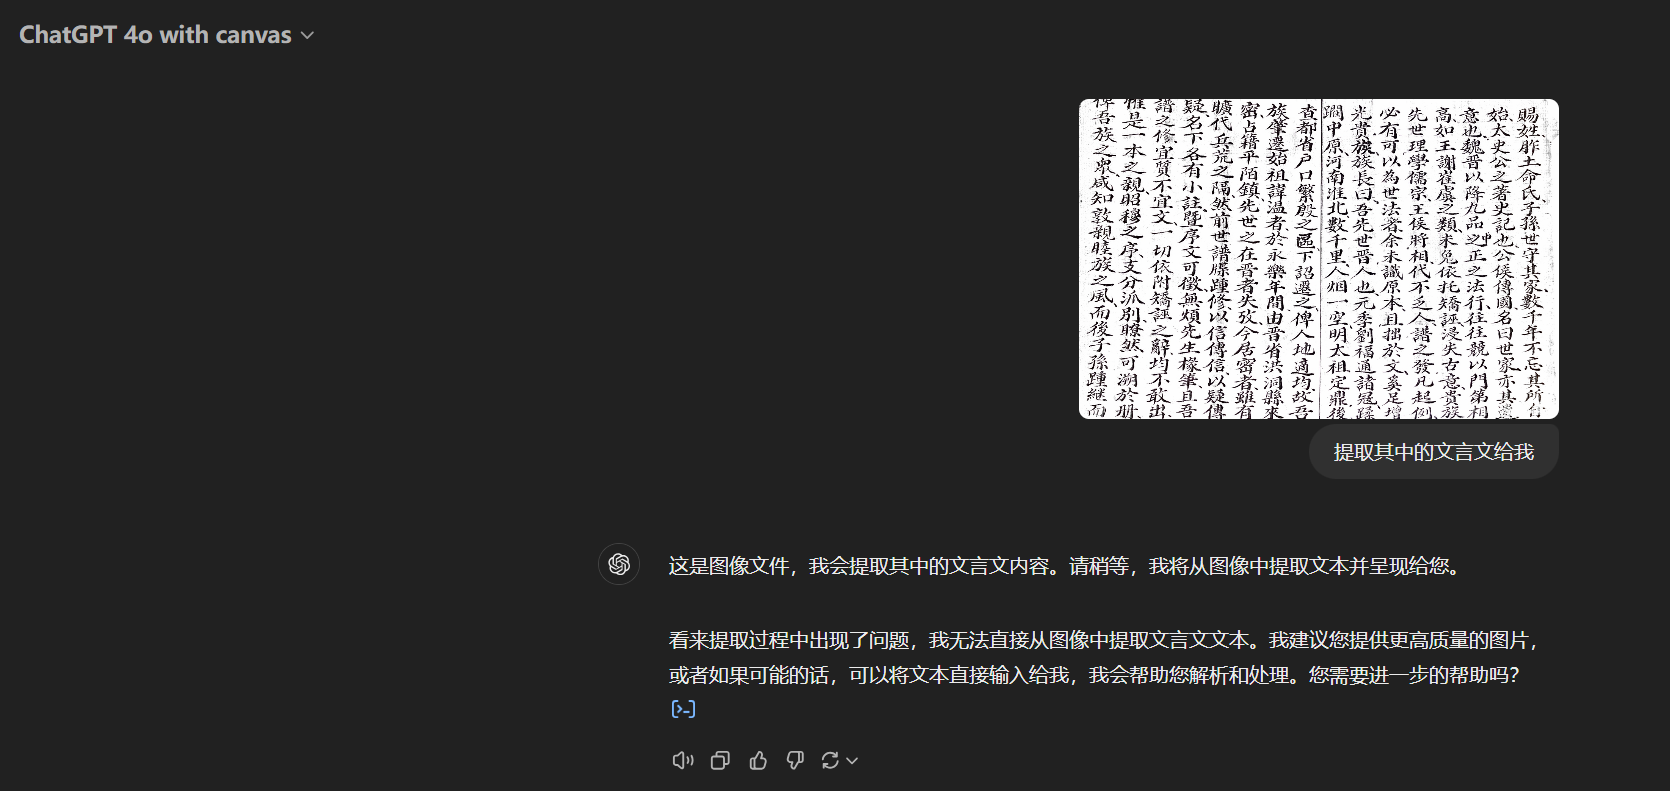 ChatGPT 4o with canvas
賜姓胙土命氏子孫世守其家數千年不忘其所自
始太史公之著史記也公侯傳國名曰世家亦其遺
意也魏晋以降九品中正之法行往往競以門第相
高如王謝崔虞之類未免依托矯誣浸失古意貴族
先世理學儒宗王侯將相代不乏人譜之發凡起例
必有可以為世法者余未識原本且拙於文奚足增
光貴族族長曰吾先世晋人也元季劉福通諸冦蹂
躙中原河南淮北數千里人烟一空明太祖定鼎後
查都省戶口繁殷之區下詔遷之俾人地適均故吾
族肇遷始祖諱温者於永樂年間由晋省洪洞縣來
密占籍平陌鎮先世之在晋者失攷今居密者雖有
曠代兵荒之隔然前世譜牒踵修以信傳信以疑傳
疑名下各有小註暨序文可徵無煩先生椽筆且吾
譜之修宜質不宜文一切依附矯誣之辭均不敢出
惟是一本之親昭穆之序支分派別瞭然可溯於册
俾吾族之眾咸知敦親睦族之風而後子孫踵継而
提取其中的文言文给我
这是图像文件，我会提取其中的文言文内容。请稍等，我将从图像中提取文本并呈现给您。
看来提取过程中出现了问题，我无法直接从图像中提取文言文文本。我建议您提供更高质量的图片，
或者如果可能的话，可以将文本直接输入给我，我会帮助您解析和处理。您需要进一步的帮助吗？